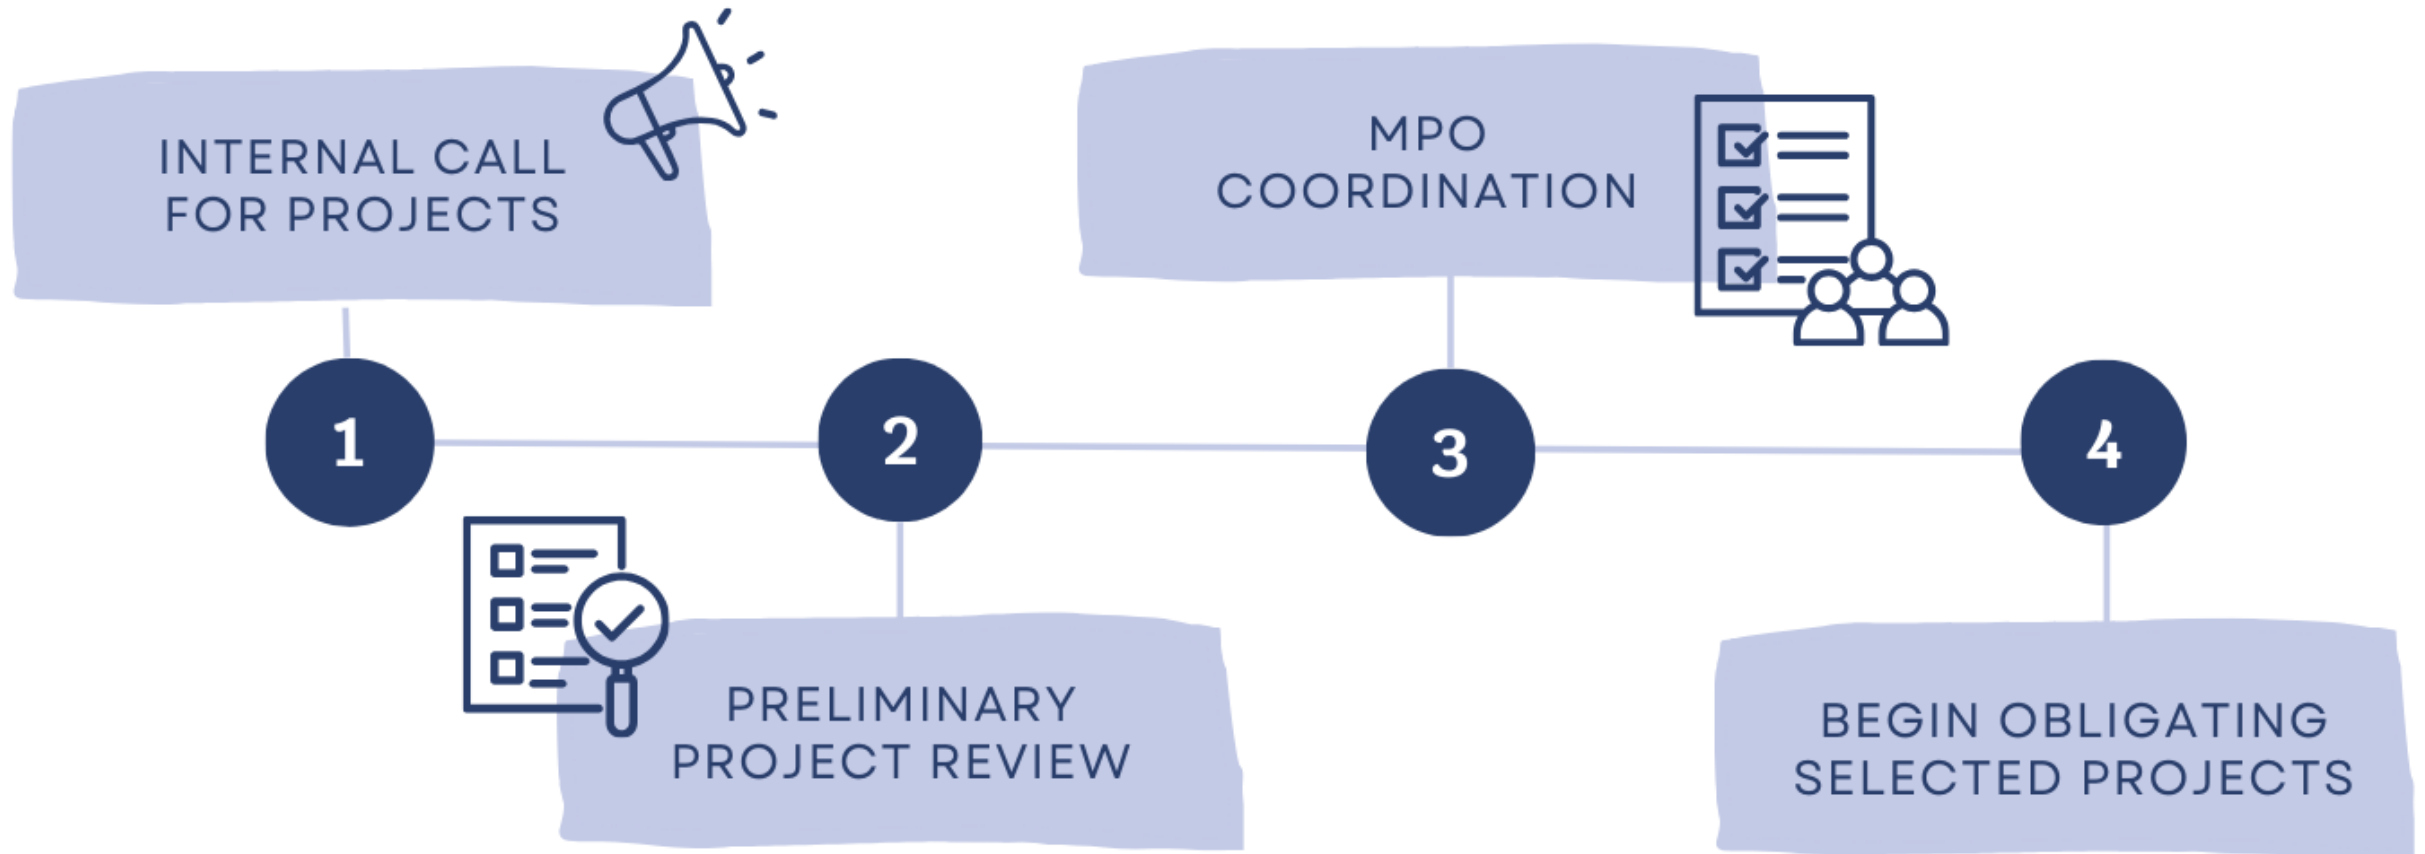 INTERNAL CALL
FOR PROJECTS
1
2
PRELIMINARY
PROJECT REVIEW
MPO
COORDINATION
3
4
BEGIN OBLIGATING
SELECTED PROJECTS